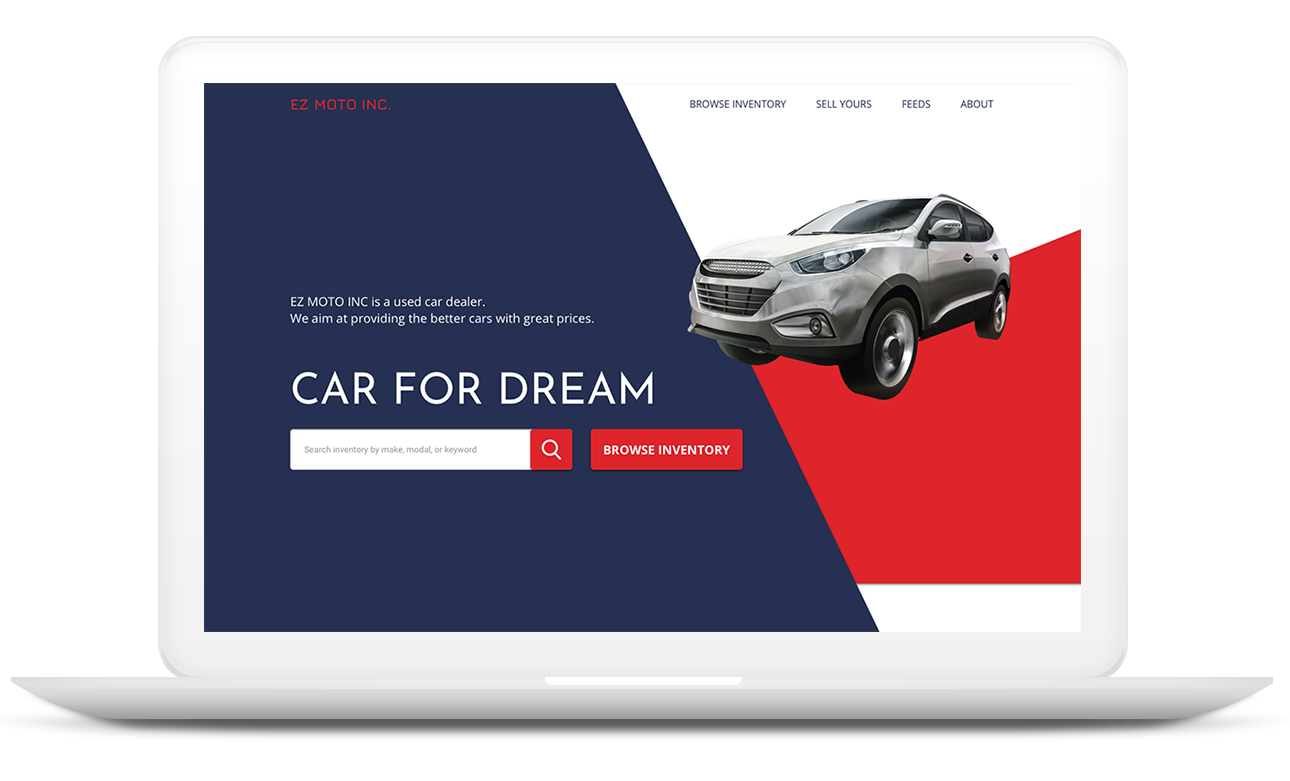 EZ MOTO INC.
BROWSE INVENTORY
SELL YOURS
FEEDS
ABOUT
EZ MOTO INC is a used car dealer.
We aim at providing the better cars with great prices.
CAR FOR DREAM
Search inventory by make, modal, or keyword
BROWSE INVENTORY